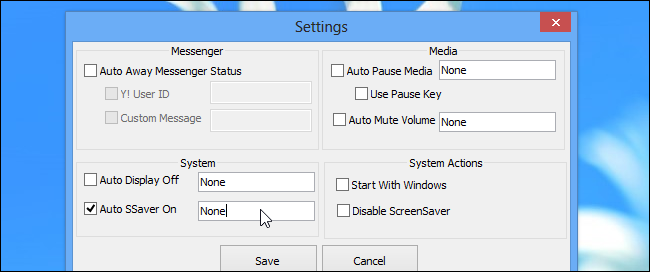 Settings
Messenger
Auto Away Messenger Status
Y! User ID
Custom Message
Media
Auto Pause Media None
Use Pause Key
Auto Mute Volume None
System
Auto Display Off None
Auto SSaver On None
System Actions
Start With Windows
Disable ScreenSaver
Save Cancel